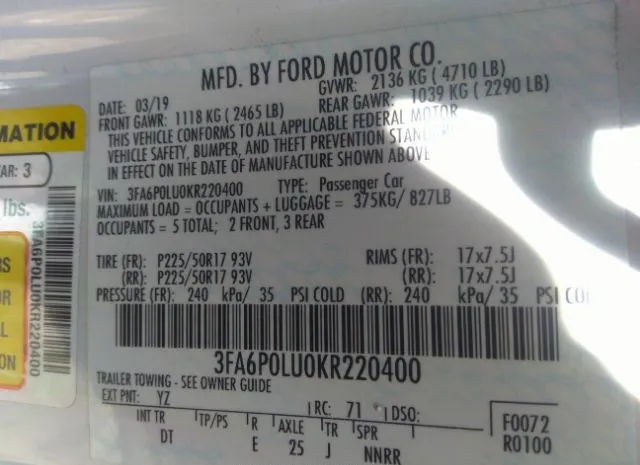 MFD. BY FORD MOTOR CO.
DATE: 03/19
GVWR: 2136 KG (4710 LB)
FRONT GAWR: 1118 KG (2465 LB)
REAR GAWR: 1039 KG (2290 LB)
THIS VEHICLE CONFORMS TO ALL APPLICABLE FEDERAL MOTOR
VEHICLE SAFETY, BUMPER, AND THEFT PREVENTION
IN EFFECT ON THE DATE OF MANUFACTURE SHOWN ABOVE
VIN: 3FA6P0LU0KR220400 TYPE: Passenger Car
MAXIMUM LOAD = OCCUPANTS + LUGGAGE = 375KG/ 827LB
OCCUPANTS = 5 TOTAL; 2 FRONT, 3 REAR
TIRE (FR): P225/50R17 93V RIMS (FR): 17x7.5J
(RR): P225/50R17 93V (RR): 17x7.5J
PRESSURE (FR): 240 kPa/ 35 PSI COLD (RR): 240 kPa/ 35 PSI
3FA6P0LU0KR220400
TRAILER TOWING - SEE OWNER GUIDE
EXT PNT: YZ RC: 71 DSO:
INT TR TP/PS R AXLE TR SPR
DT E 25 J NNRR
F0072
R0100
MATION
AR: 3
lbs.
RS
OR
AL
ION
3FA6P0LU0KR220400